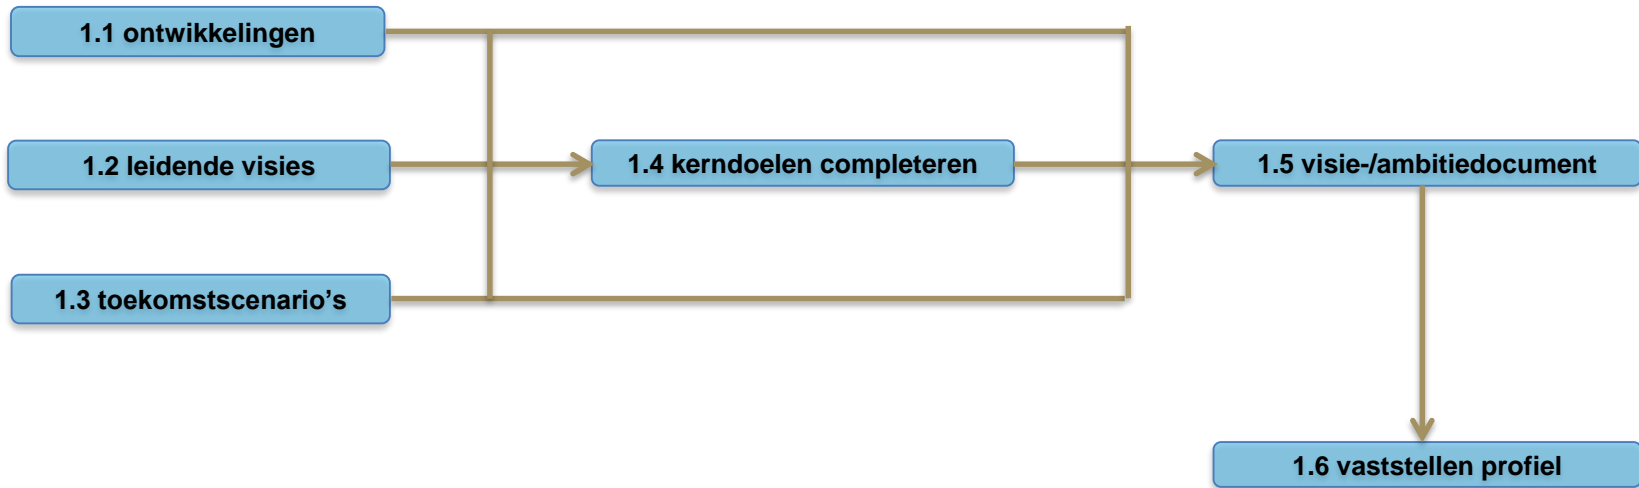 1.1 ontwikkelingen
1.2 leidende visies
1.4 kerndoelen completeren
1.5 visie-/ambitiedocument
1.3 toekomstscenario’s
1.6 vaststellen profiel